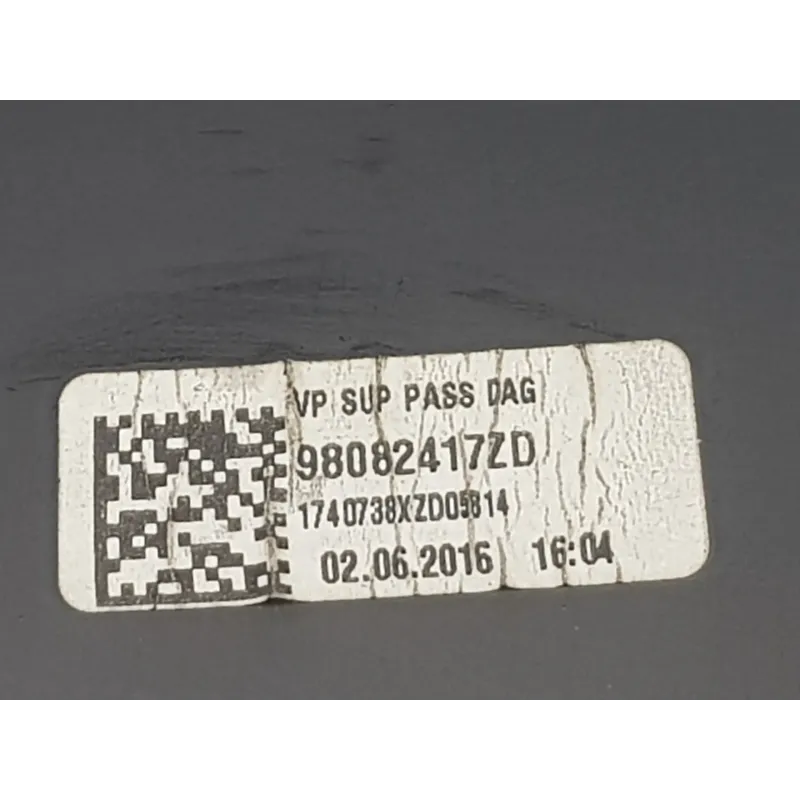 VP SUP PASS DAG
98082417ZD
1740738XZD05814
02.06.2016 16:04